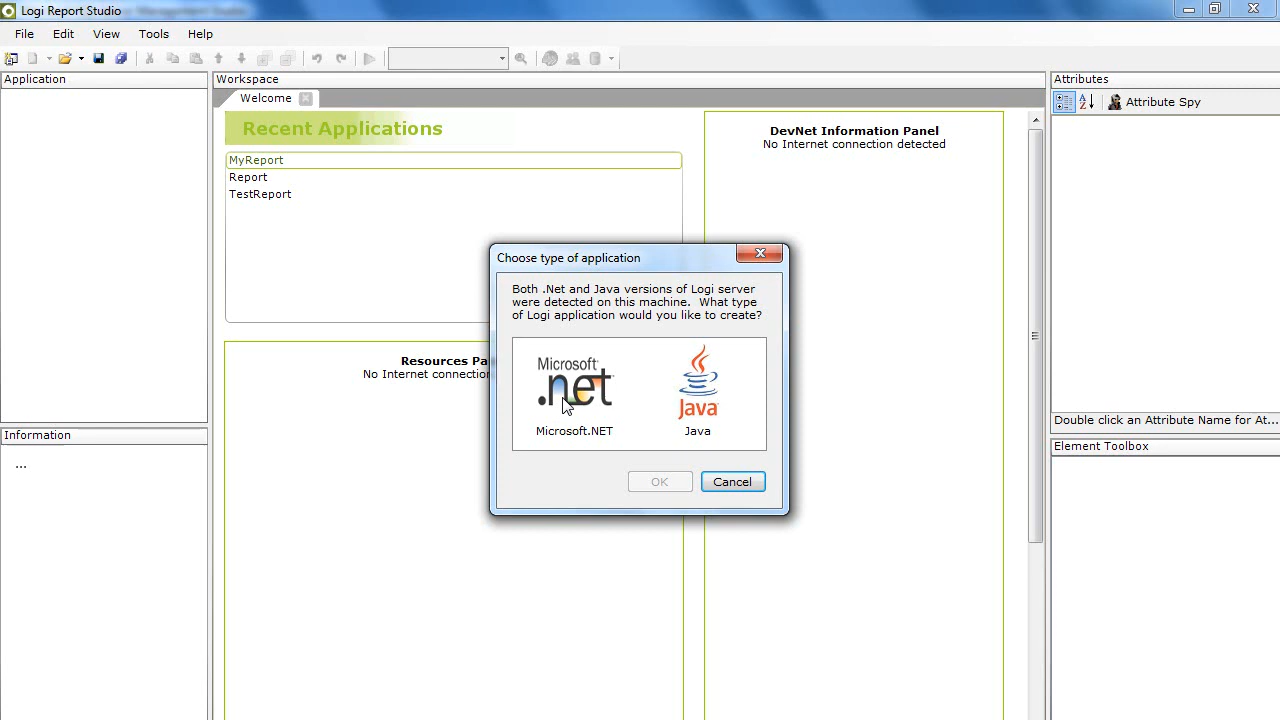 Logi Report Studio
File Edit View Tools Help
Application
Workspace
Attributes
Welcome
Attribute Spy
Recent Applications
MyReport
Report
TestReport
DevNet Information Panel
No Internet connection detected
Choose type of application
Both .Net and Java versions of Logi server
were detected on this machine. What type
of Logi application would you like to create?
Microsoft
.net
Microsoft.NET
Java
Java
OK Cancel
Resources Pa
No Internet connection
Double click an Attribute Name for At...
Information
...
Element Toolbox